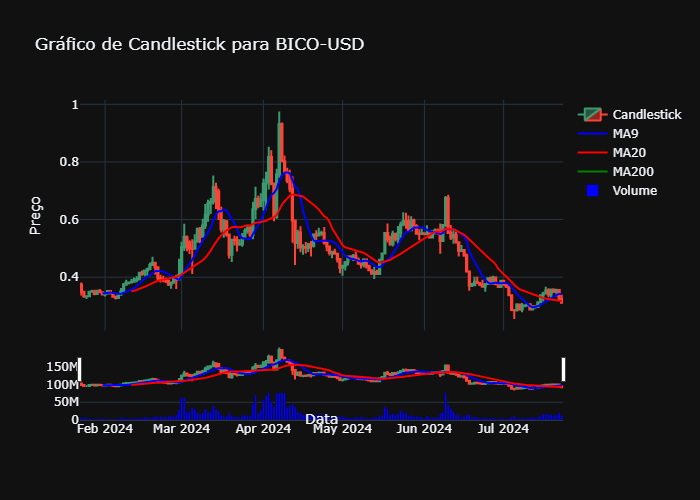 Gráfico de Candlestick para BICO-USD
Preço
1
0.8
0.6
0.4
Candlestick
MA9
MA20
MA200
Volume
150M
100M
50M
0
Data
Feb 2024 Mar 2024 Apr 2024 May 2024 Jun 2024 Jul 2024